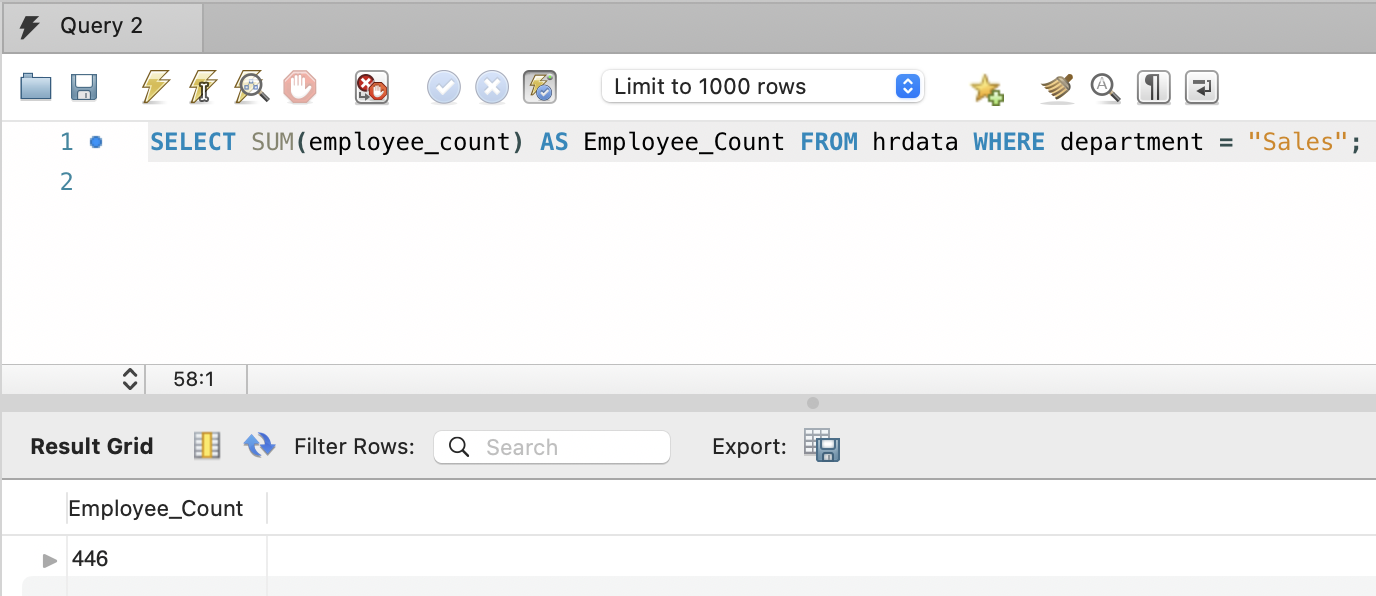 Query 2
Limit to 1000 rows
1 SELECT SUM(employee_count) AS Employee_Count FROM hrdata WHERE department = "Sales";
2
58:1
Result Grid Filter Rows: Search Export:
Employee_Count
446